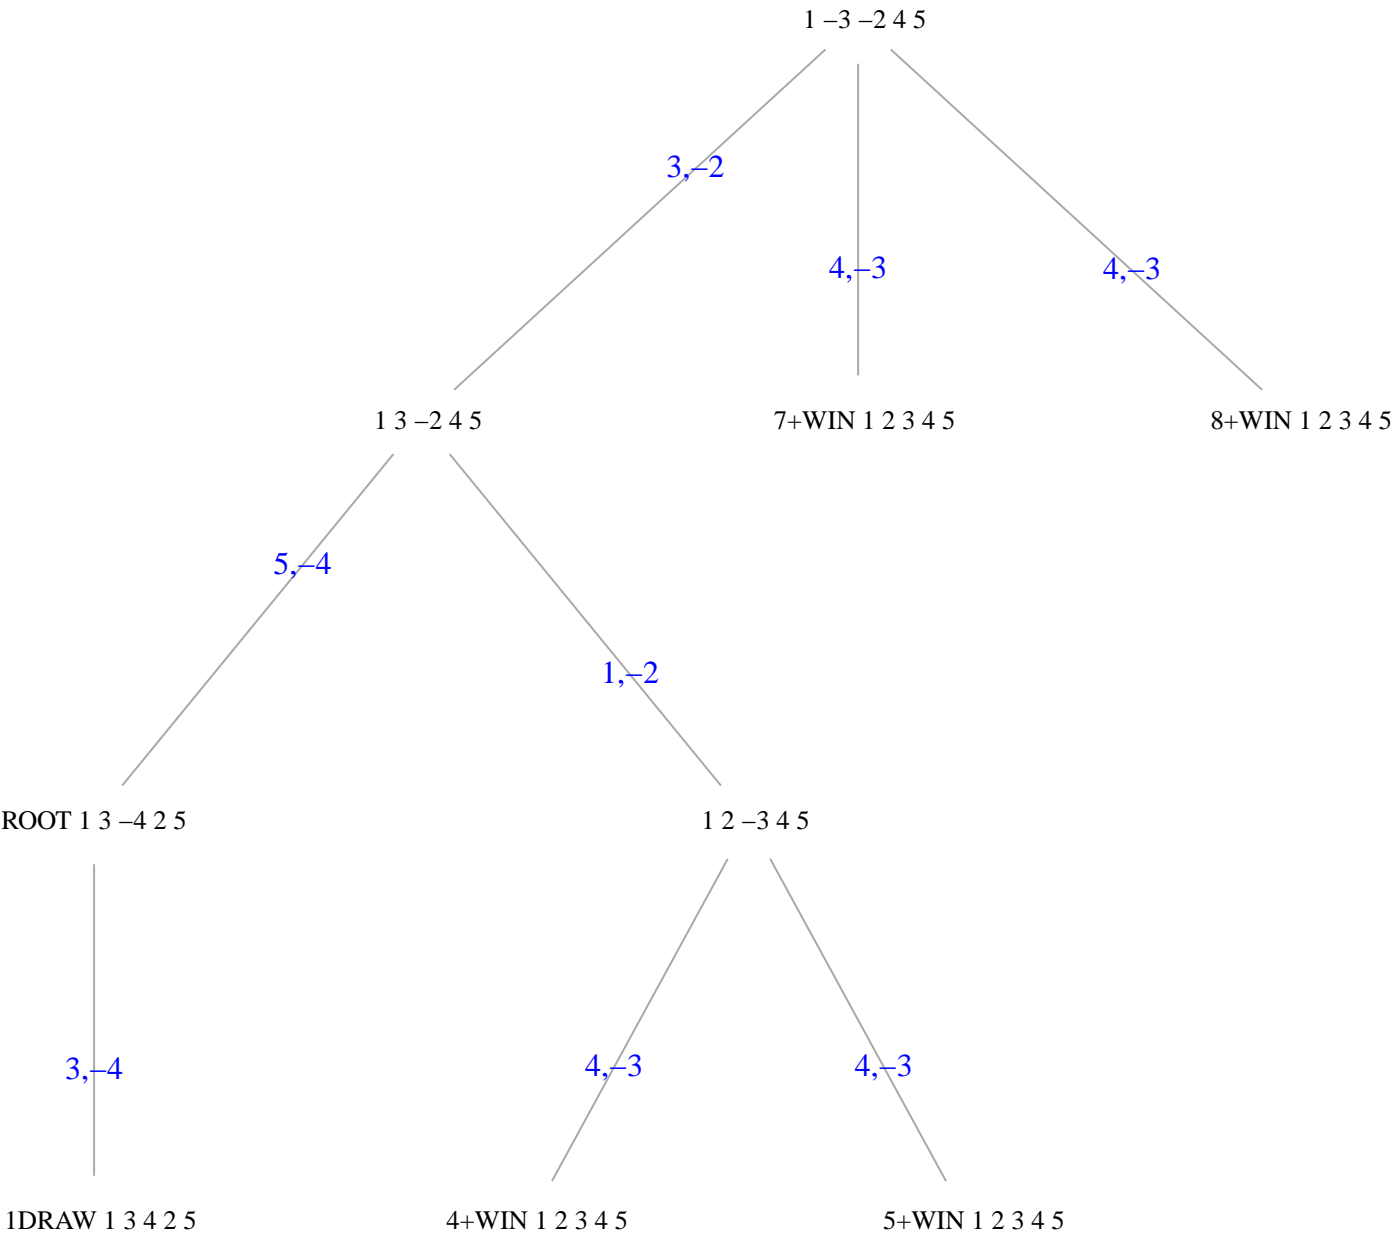 1 –3 –2 4 5
3,–2
4,–3
4,–3
1 3 –2 4 5
7+WIN 1 2 3 4 5
8+WIN 1 2 3 4 5
5,–4
1,–2
ROOT 1 3 –4 2 5
1 2 –3 4 5
3,–4
4,–3
4,–3
1DRAW 1 3 4 2 5
4+WIN 1 2 3 4 5
5+WIN 1 2 3 4 5